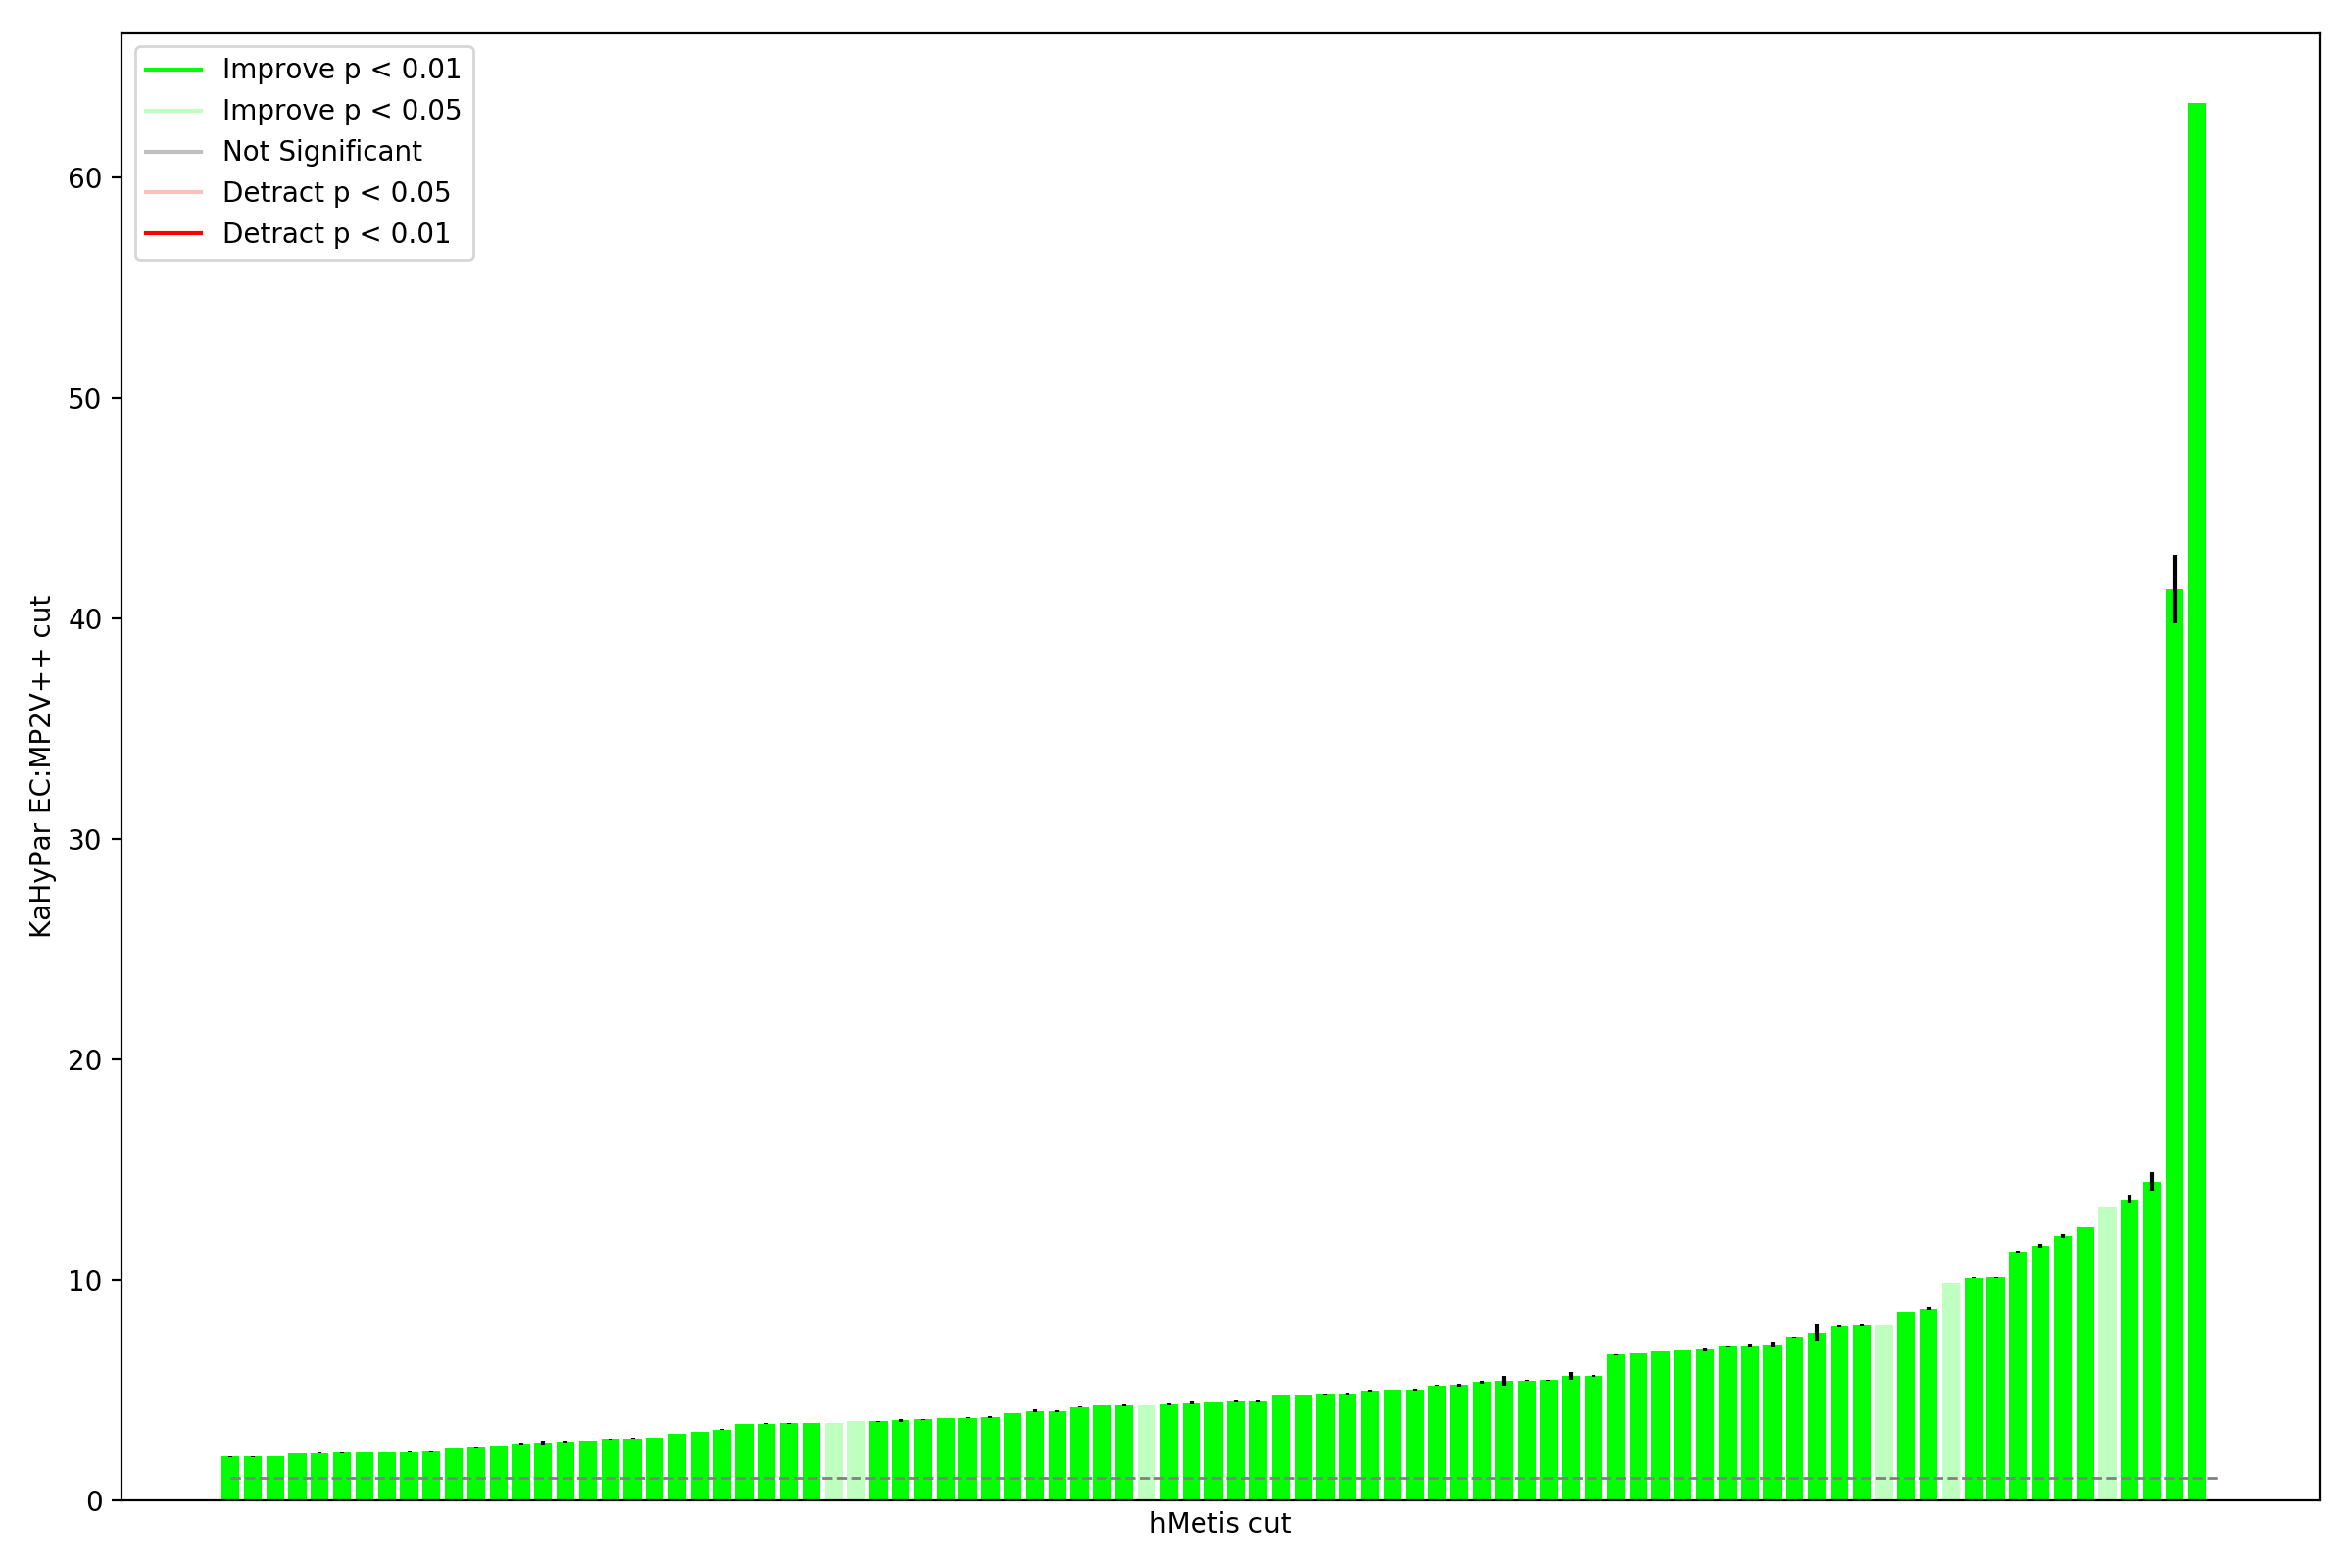 Improve p < 0.01
Improve p < 0.05
Not Significant
Detract p < 0.05
Detract p < 0.01
60
50
40
30
20
10
0
KaHyPar EC:MP2V++ cut
hMetis cut